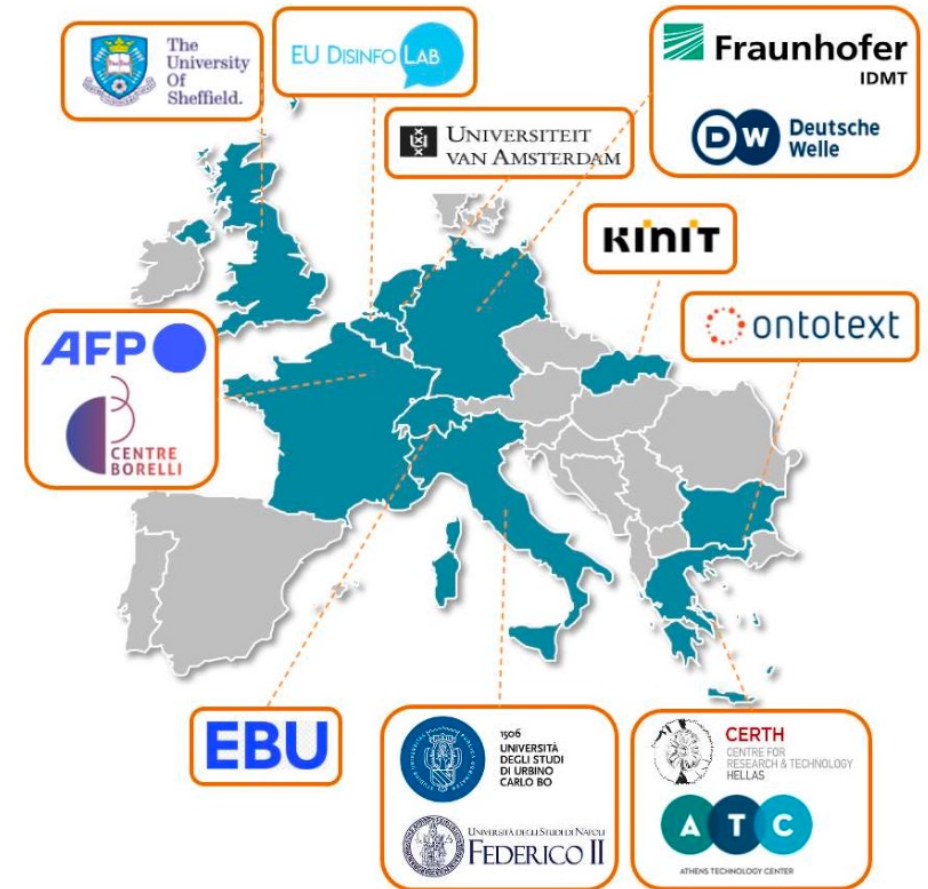 The
University
Of
Sheffield.
EU DISINFO LAB
UNIVERSITEIT
VAN AMSTERDAM
Fraunhofer
IDMT
DW Deutsche
Welle
KInIT
ontotext
AFP
CENTRE
BORELLI
EBU
1506
UNIVERSITÀ
DEGLI STUDI
DI URBINO
CARLO BO
UNIVERSITÀ DEGLI STUDI DI NAPOLI
FEDERICO II
CERTH
CENTRE FOR
RESEARCH & TECHNOLOGY
HELLAS
A T C
ATHENS TECHNOLOGY CENTER